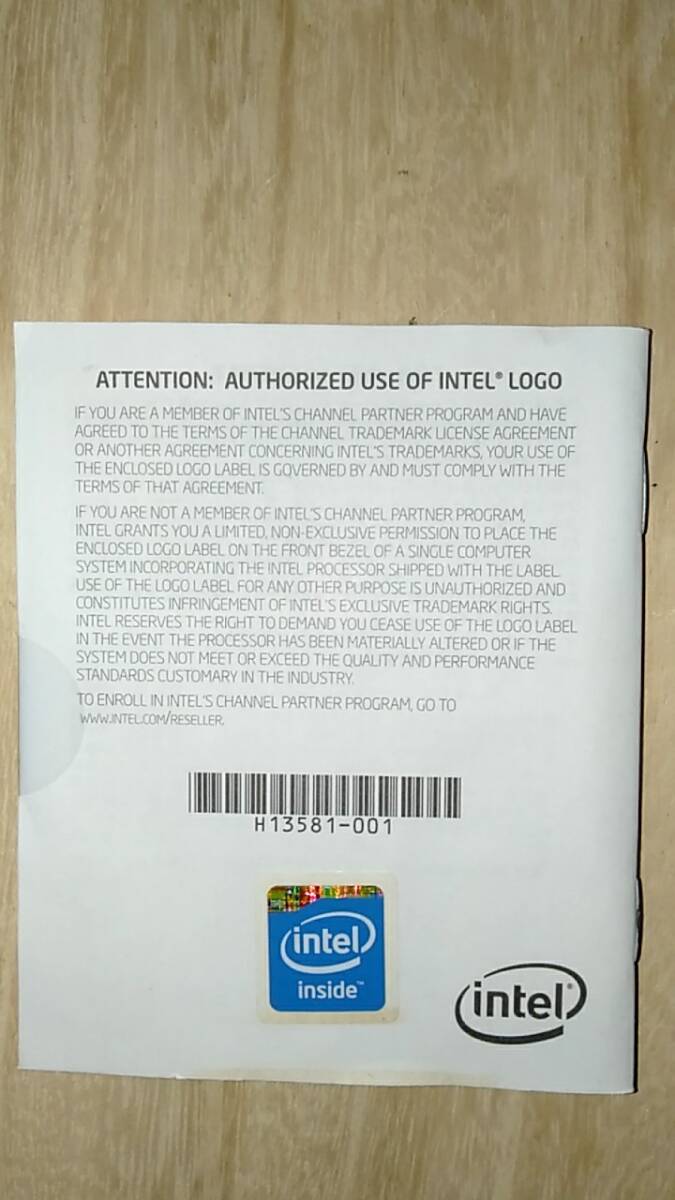 ATTENTION: AUTHORIZED USE OF INTEL® LOGO
IF YOU ARE A MEMBER OF INTEL'S CHANNEL PARTNER PROGRAM AND HAVE
AGREED TO THE TERMS OF THE CHANNEL TRADEMARK LICENSE AGREEMENT
OR ANOTHER AGREEMENT CONCERNING INTEL'S TRADEMARKS, YOUR USE OF
THE ENCLOSED LOGO LABEL IS GOVERNED BY AND MUST COMPLY WITH THE
TERMS OF THAT AGREEMENT.
IF YOU ARE NOT A MEMBER OF INTEL'S CHANNEL PARTNER PROGRAM,
INTEL GRANTS YOU A LIMITED, NON-EXCLUSIVE PERMISSION TO PLACE THE
ENCLOSED LOGO LABEL ON THE FRONT BEZEL OF A SINGLE COMPUTER
SYSTEM INCORPORATING THE INTEL PROCESSOR SHIPPED WITH THE LABEL.
USE OF THE LOGO LABEL FOR ANY OTHER PURPOSE IS UNAUTHORIZED AND
CONSTITUTES INFRINGEMENT OF INTEL'S EXCLUSIVE TRADEMARK RIGHTS.
INTEL RESERVES THE RIGHT TO DEMAND YOU CEASE USE OF THE LOGO LABEL
IN THE EVENT THE PROCESSOR HAS BEEN MATERIALLY ALTERED OR IF THE
SYSTEM DOES NOT MEET OR EXCEED THE QUALITY AND PERFORMANCE
STANDARDS CUSTOMARY IN THE INDUSTRY.
TO ENROLL IN INTEL'S CHANNEL PARTNER PROGRAM, GO TO
WWW.INTEL.COM/RESELLER.
H13581-001
intel
inside™
intel®